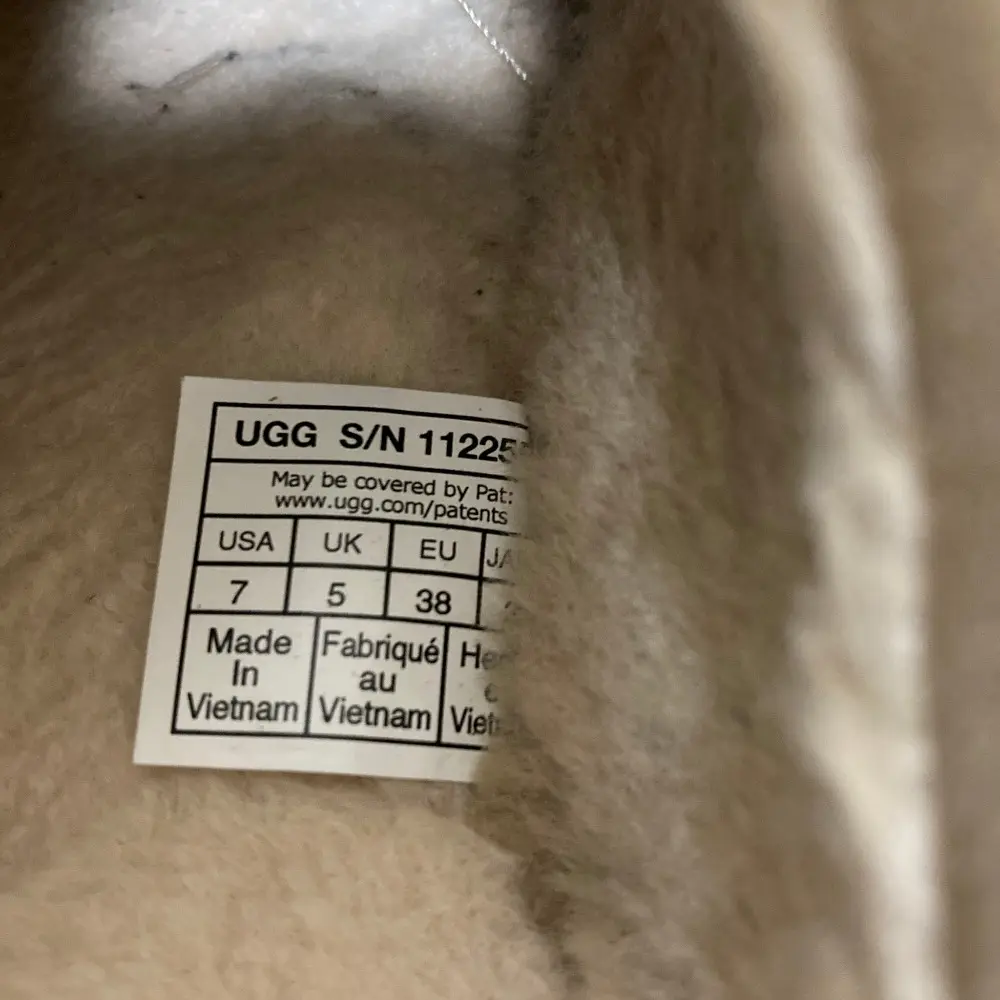 UGG S/N 11225
May be covered by Pat:
www.ugg.com/patents
USA UK EU
7 5 38
Made In Vietnam
Fabriqué au Vietnam